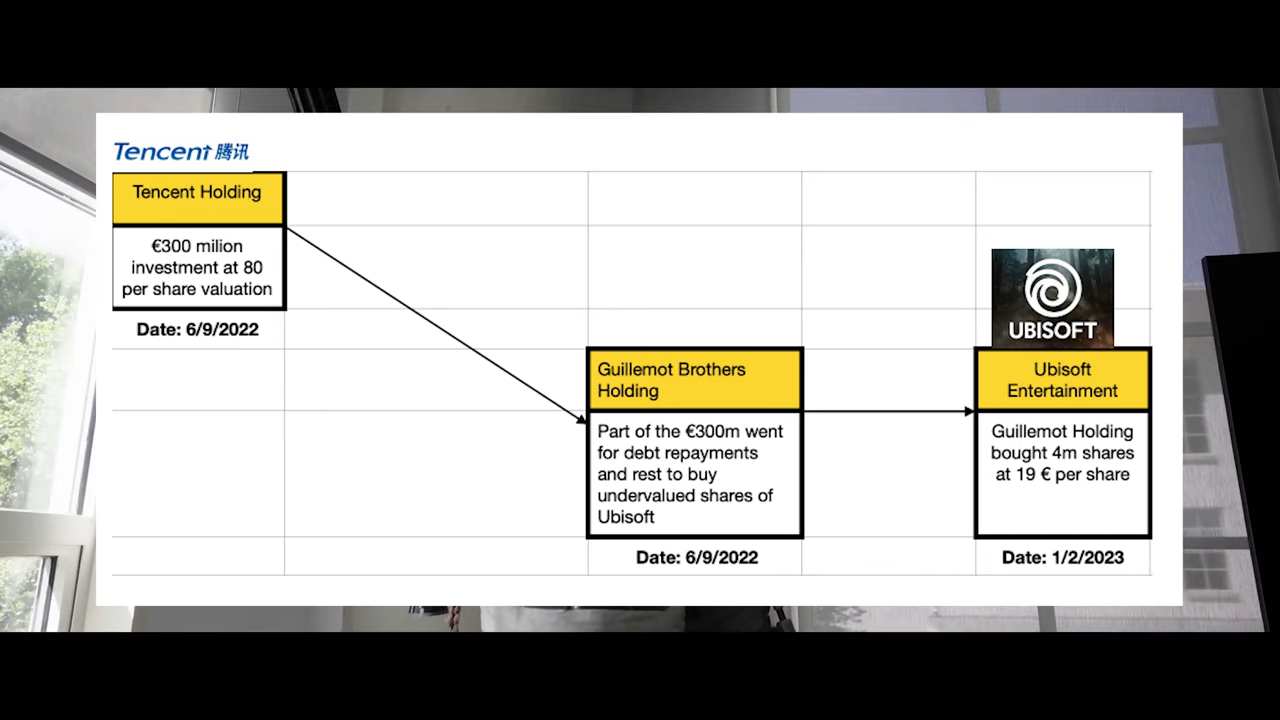 Tencent 腾讯
Tencent Holding
€300 milion
investment at 80
per share valuation
Date: 6/9/2022
Guillemot Brothers
Holding
Part of the €300m went
for debt repayments
and rest to buy
undervalued shares of
Ubisoft
Date: 6/9/2022
UBISOFT
Ubisoft
Entertainment
Guillemot Holding
bought 4m shares
at 19 € per share
Date: 1/2/2023